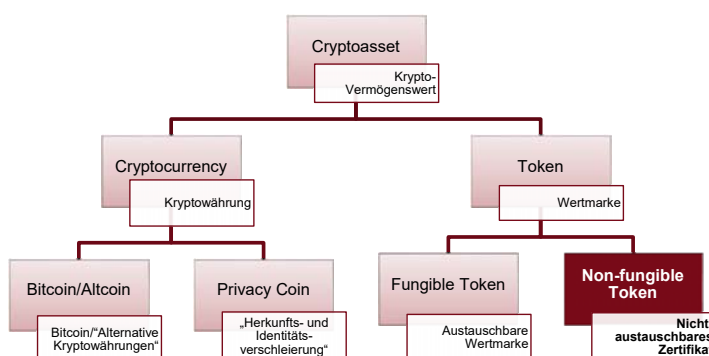 Cryptoasset
Krypto-
Vermögenswert
Cryptocurrency
Kryptowährung
Token
Wertmarke
Bitcoin/Altcoin
Bitcoin/“Alternative
Kryptowährungen“
Privacy Coin
„Herkunfts- und
Identitäts-
verschleierung“
Fungible Token
Austauschbare
Wertmarke
Non-fungible
Token
Nicht
austauschbares
Zertifikat